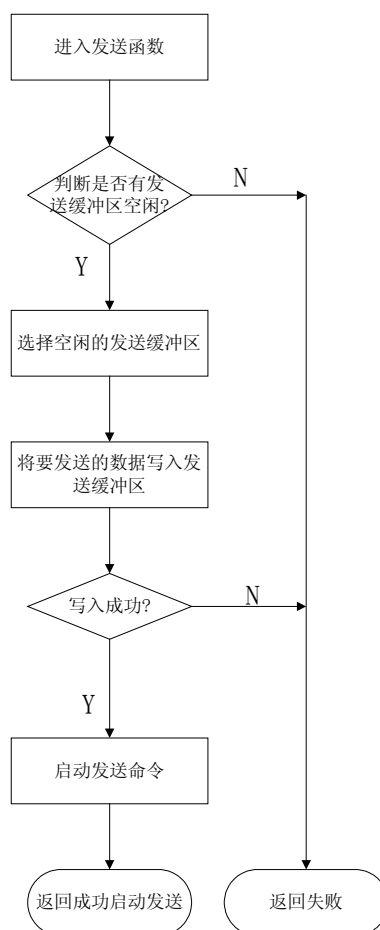 进入发送函数
判断是否有发
送缓冲区空闲?
N
Y
选择空闲的发送缓冲区
将要发送的数据写入发
送缓冲区
写入成功?
N
Y
启动发送命令
返回成功启动发送
返回失败